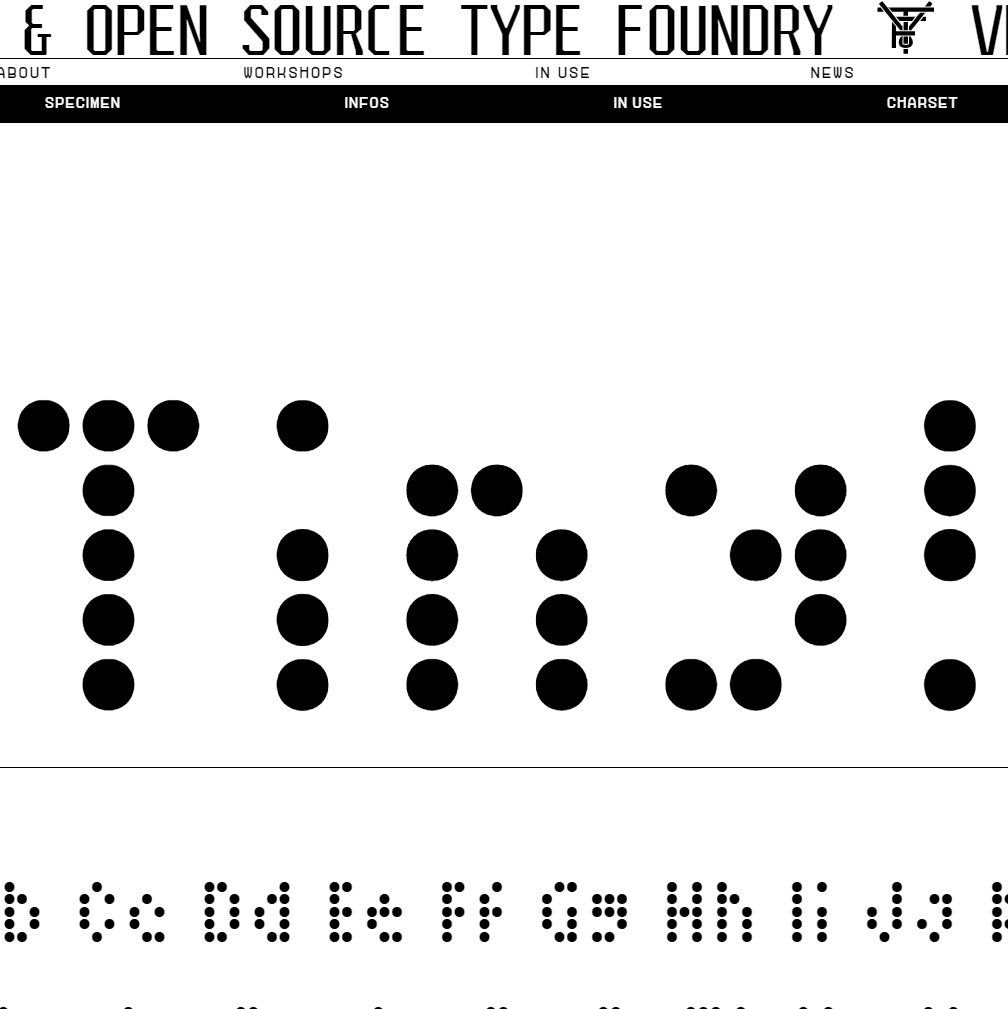 & OPEN SOURCE TYPE FOUNDRY
ABOUT WORKSHOPS IN USE NEWS
SPECIMEN INFOS IN USE CHARSET
Tiny!
b Cc Dd Ee Ff Gg Hh Ii Jj